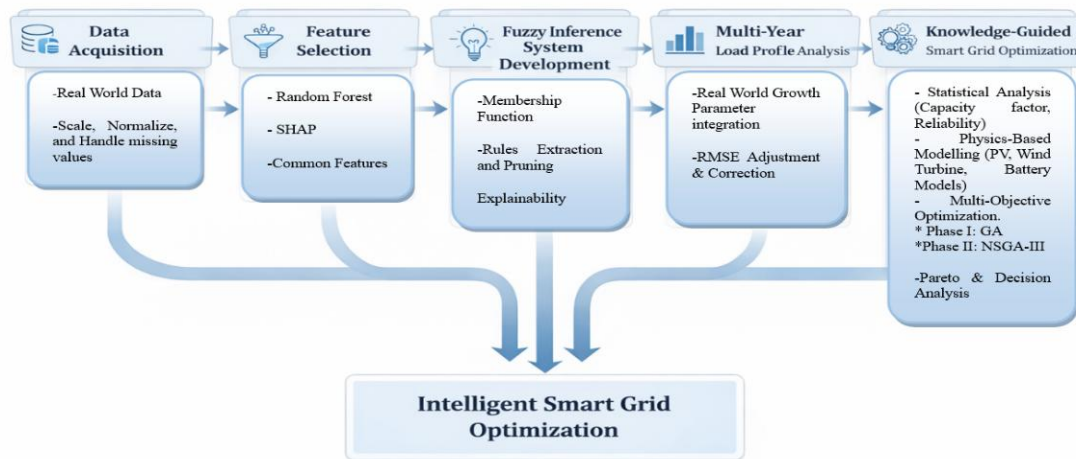 Data
Acquisition
-Real World Data
-Scale, Normalize,
and Handle missing
values
Feature
Selection
- Random Forest
- SHAP
-Common Features
Fuzzy Inference
System
Development
-Membership
Function
-Rules Extraction
and Pruning
Explainability
Multi-Year
Load Profile Analysis
-Real World Growth
Parameter
integration
-RMSE Adjustment
& Correction
Knowledge-Guided
Smart Grid Optimization
- Statistical Analysis
(Capacity factor,
Reliability)
- Physics-Based
Modelling (PV, Wind
Turbine, Battery
Models)
- Multi-Objective
Optimization.
* Phase I: GA
*Phase II: NSGA-III
-Pareto & Decision
Analysis
Intelligent Smart Grid
Optimization